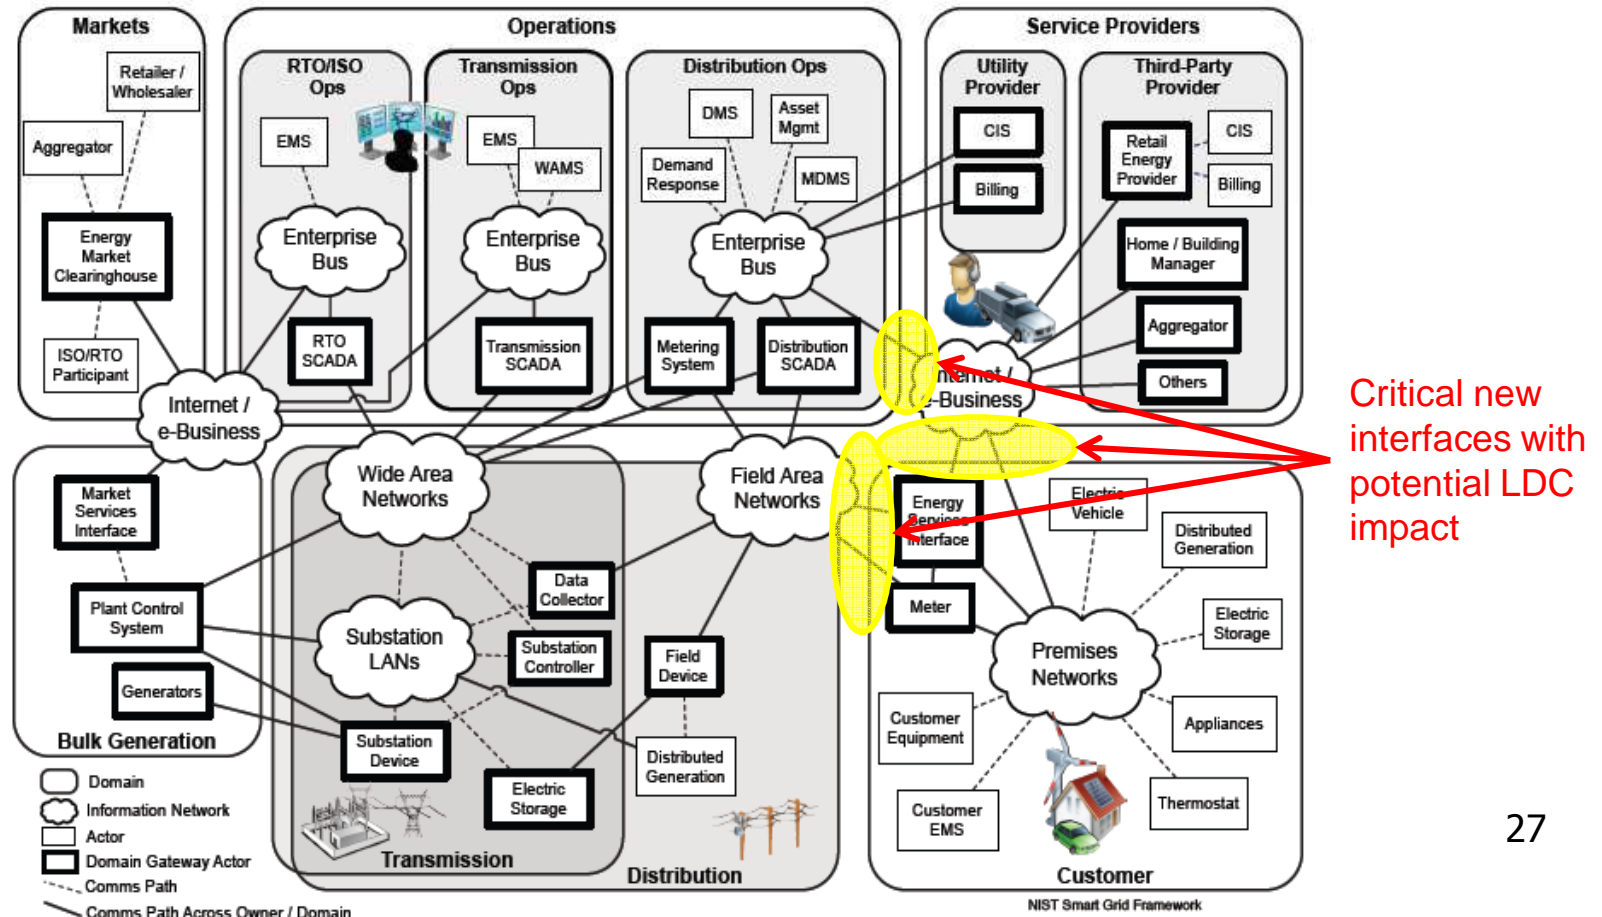 Markets
Retailer /
Wholesaler
Aggregator
Energy
Market
Clearinghouse
ISO/RTO
Participant
Internet /
e-Business
Operations
RTO/ISO
Ops
EMS
Enterprise
Bus
RTO
SCADA
Transmission
Ops
EMS
WAMS
Enterprise
Bus
Transmission
SCADA
Distribution Ops
DMS
Asset
Mgmt
Demand
Response
MDMS
Enterprise
Bus
Metering
System
Distribution
SCADA
Service Providers
Utility
Provider
CIS
Billing
Third-Party
Provider
Retail
Energy
Provider
CIS
Billing
Home / Building
Manager
Aggregator
Others
Internet /
e-Business
Critical new
interfaces with
potential LDC
impact
Market
Services
Interface
Plant Control
System
Generators
Bulk Generation
Wide Area
Networks
Field Area
Networks
Data
Collector
Substation
LANs
Substation
Controller
Field
Device
Substation
Device
Electric
Storage
Distributed
Generation
Transmission
Distribution
Energy
Services
Interface
Meter
Electric
Vehicle
Distributed
Generation
Electric
Storage
Premises
Networks
Customer
Equipment
Appliances
Customer
EMS
Thermostat
Customer
Domain
Information Network
Actor
Domain Gateway Actor
Comms Path
Comms Path Across Owner / Domain
NIST Smart Grid Framework
27